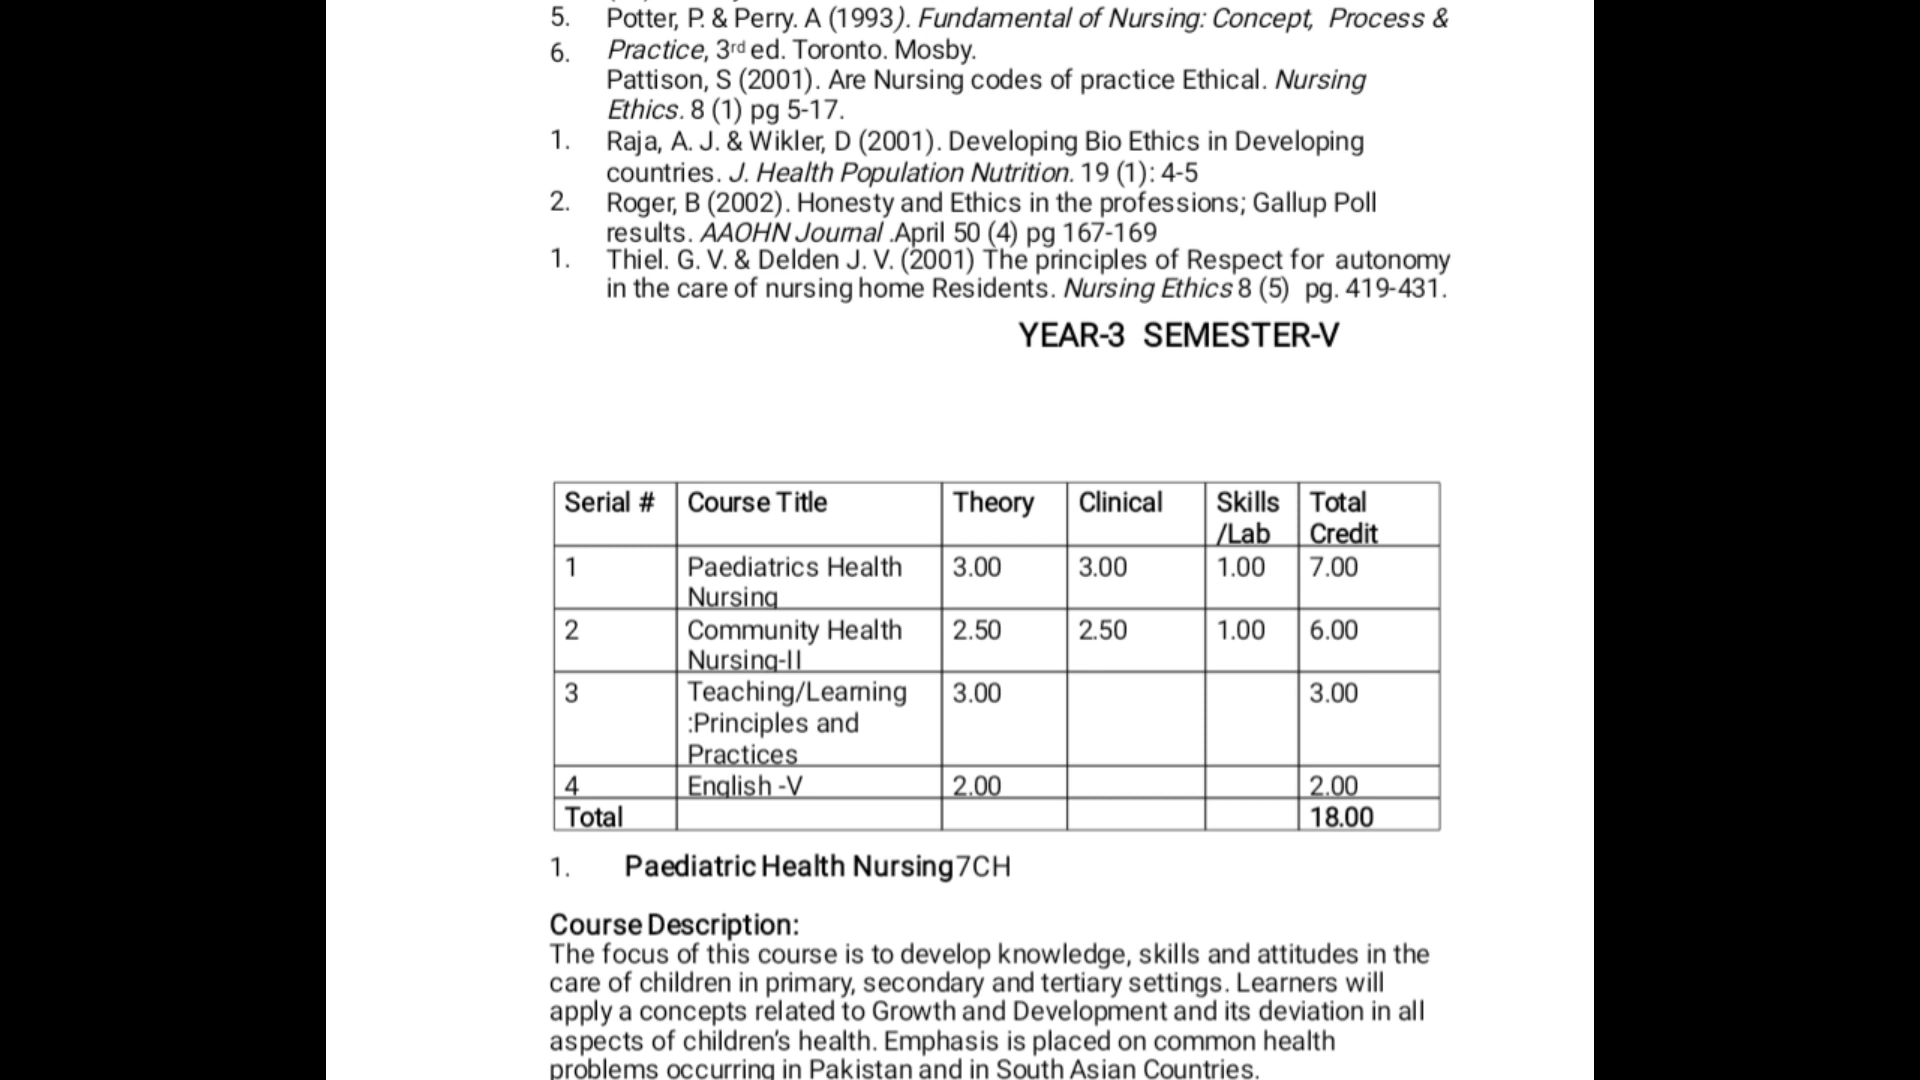 5. Potter, P. & Perry. A (1993). Fundamental of Nursing: Concept, Process &
6. Practice, 3rd ed. Toronto. Mosby.
Pattison, S (2001). Are Nursing codes of practice Ethical. Nursing
Ethics. 8 (1) pg 5-17.
1. Raja, A. J. & Wikler, D (2001). Developing Bio Ethics in Developing
countries. J. Health Population Nutrition. 19 (1): 4-5
2. Roger, B (2002). Honesty and Ethics in the professions; Gallup Poll
results. AAOHN Journal .April 50 (4) pg 167-169
1. Thiel. G. V. & Delden J. V. (2001) The principles of Respect for autonomy
in the care of nursing home Residents. Nursing Ethics 8 (5) pg. 419-431.
YEAR-3 SEMESTER-V
Serial # Course Title Theory Clinical Skills Total
/Lab Credit
1 Paediatrics Health 3.00 3.00 1.00 7.00
Nursing
2 Community Health 2.50 2.50 1.00 6.00
Nursing-II
3 Teaching/Learning 3.00 3.00
:Principles and
Practices
4 English -V 2.00 2.00
Total 18.00
1. Paediatric Health Nursing7CH
Course Description:
The focus of this course is to develop knowledge, skills and attitudes in the
care of children in primary, secondary and tertiary settings. Learners will
apply a concepts related to Growth and Development and its deviation in all
aspects of children's health. Emphasis is placed on common health
problems occurring in Pakistan and in South Asian Countries.